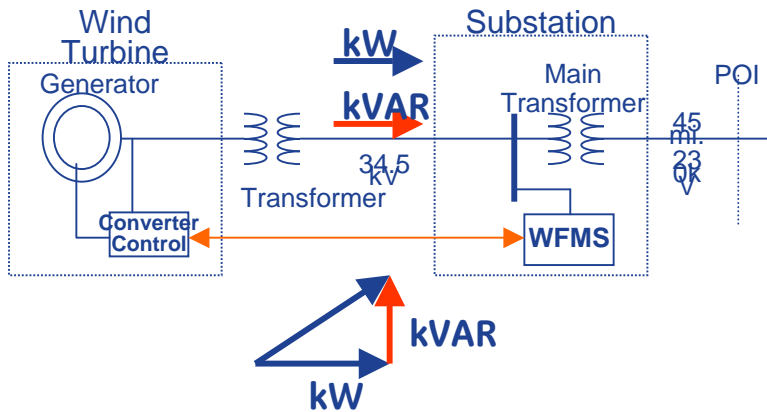 Wind
Turbine
Generator
Converter
Control
Transformer
kW
kVAR
34.5
kV
Substation
Main
Transformer
WFMS
45
mi.
23
0k
V
POI
kVAR
kW